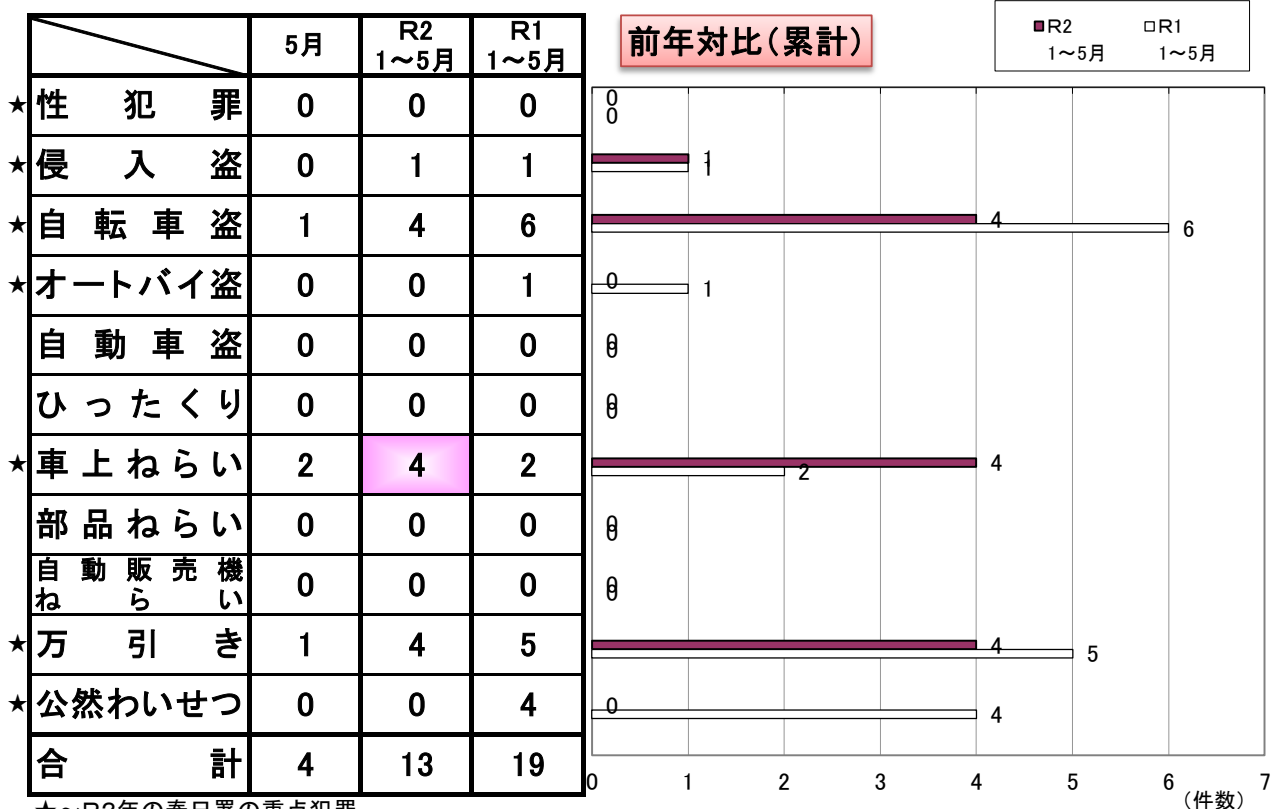 5月 R2 1～5月 R1 1～5月
前年対比（累計）
■R2 1～5月 □R1 1～5月
★性犯罪 0 0 0
★侵入盗 0 1 1
★自転車盗 1 4 6
★オートバイ盗 0 0 1
自動車盗 0 0 0
ひったくり 0 0 0
★車上ねらい 2 4 2
部品ねらい 0 0 0
自動販売機ねらい 0 0 0
★万引き 1 4 5
★公然わいせつ 0 0 4
合計 4 13 19
0
0
1
1
4
6
0
1
0
0
0
0
4
2
0
0
0
0
4
5
0
4
0 1 2 3 4 5 6 7
（件数）